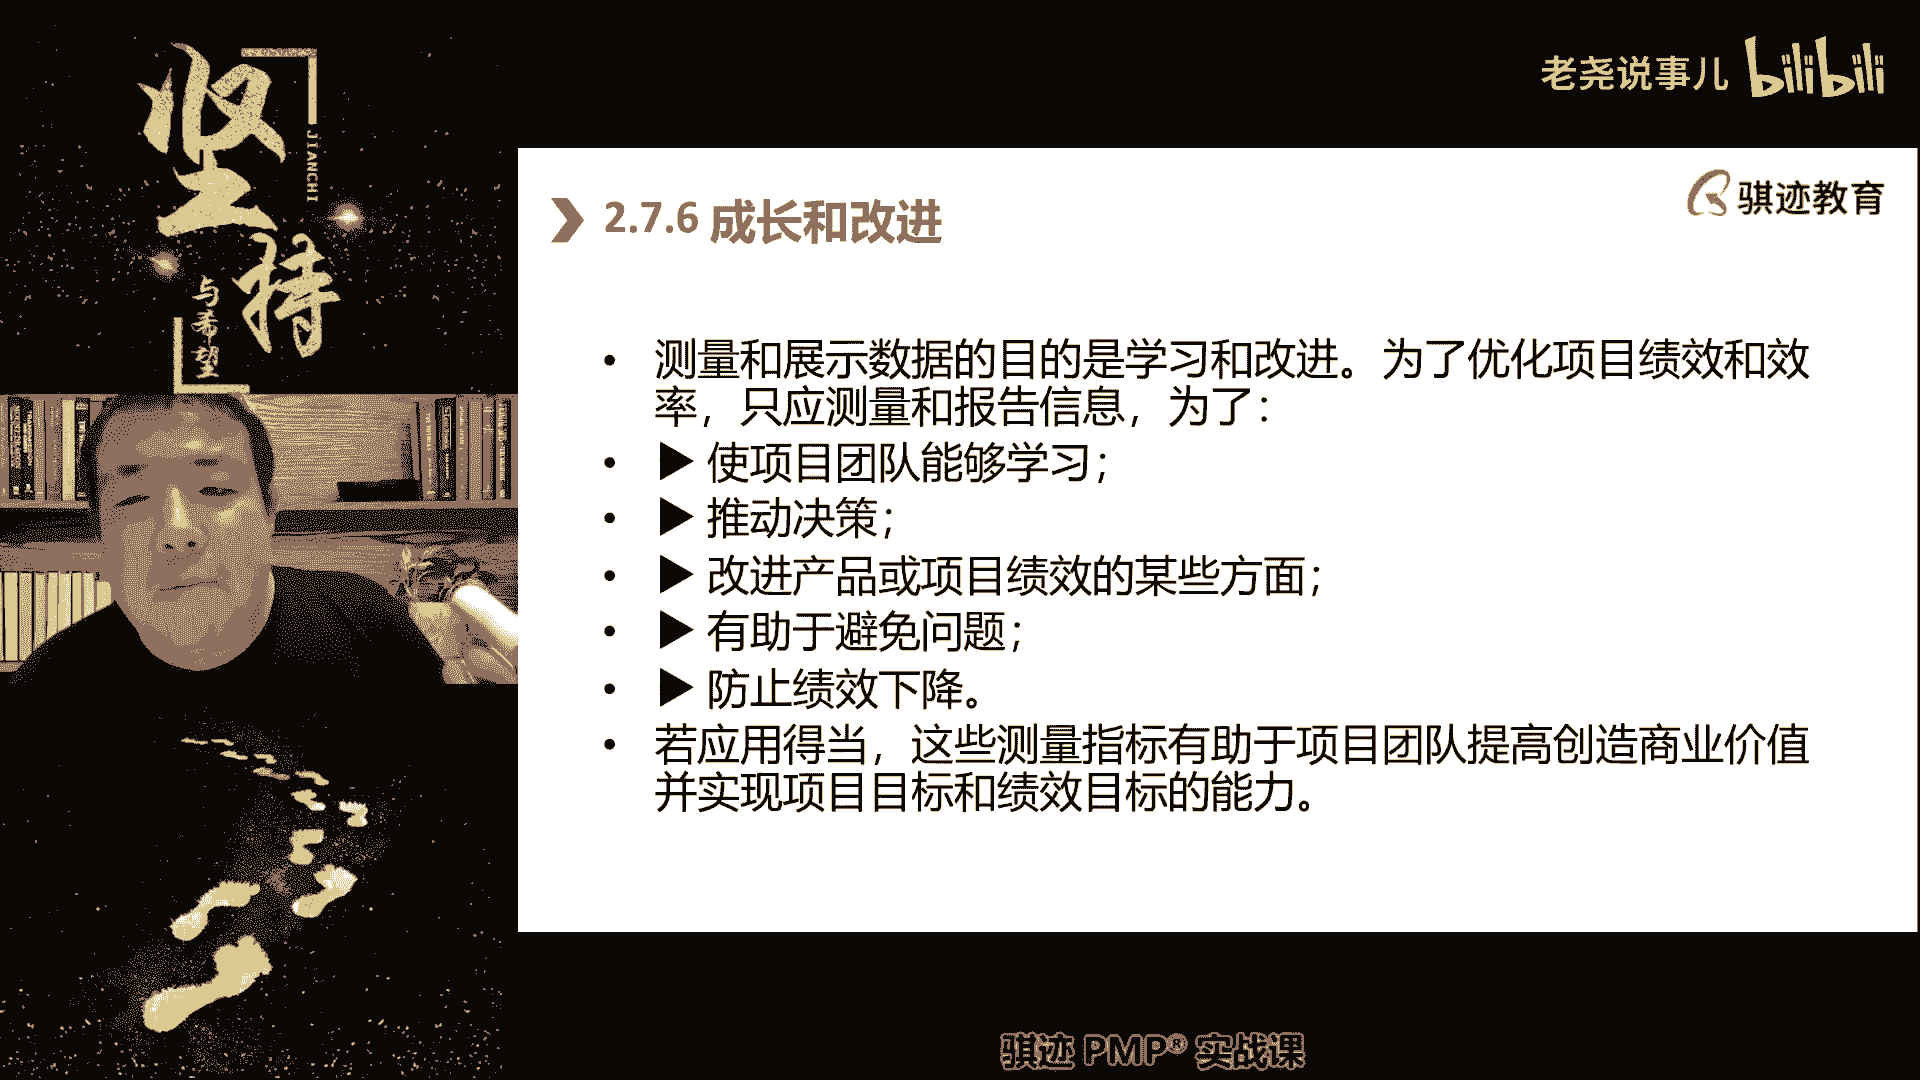 坚持
JIANCHI
与希望
老尧说事儿 bilibili
骐迹教育
2.7.6 成长和改进
• 测量和展示数据的目的是学习和改进。为了优化项目绩效和效
率，只应测量和报告信息，为了：
• ▶ 使项目团队能够学习；
• ▶ 推动决策；
• ▶ 改进产品或项目绩效的某些方面；
• ▶ 有助于避免问题；
• ▶ 防止绩效下降。
• 若应用得当，这些测量指标有助于项目团队提高创造商业价值
并实现项目目标和绩效目标的能力。
骐迹 PMP® 实战课